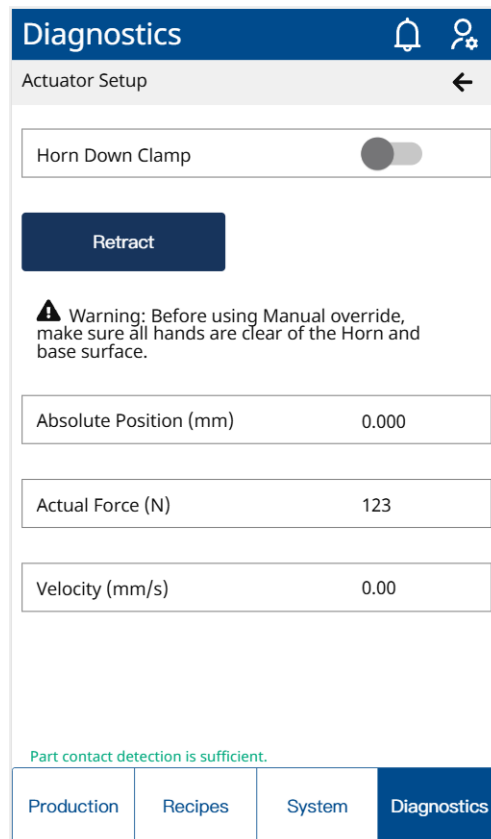 Diagnostics
Actuator Setup
Horn Down Clamp
Retract
Warning: Before using Manual override,
make sure all hands are clear of the Horn and
base surface.
Absolute Position (mm) 0.000
Actual Force (N) 123
Velocity (mm/s) 0.00
Part contact detection is sufficient.
Production Recipes System Diagnostics